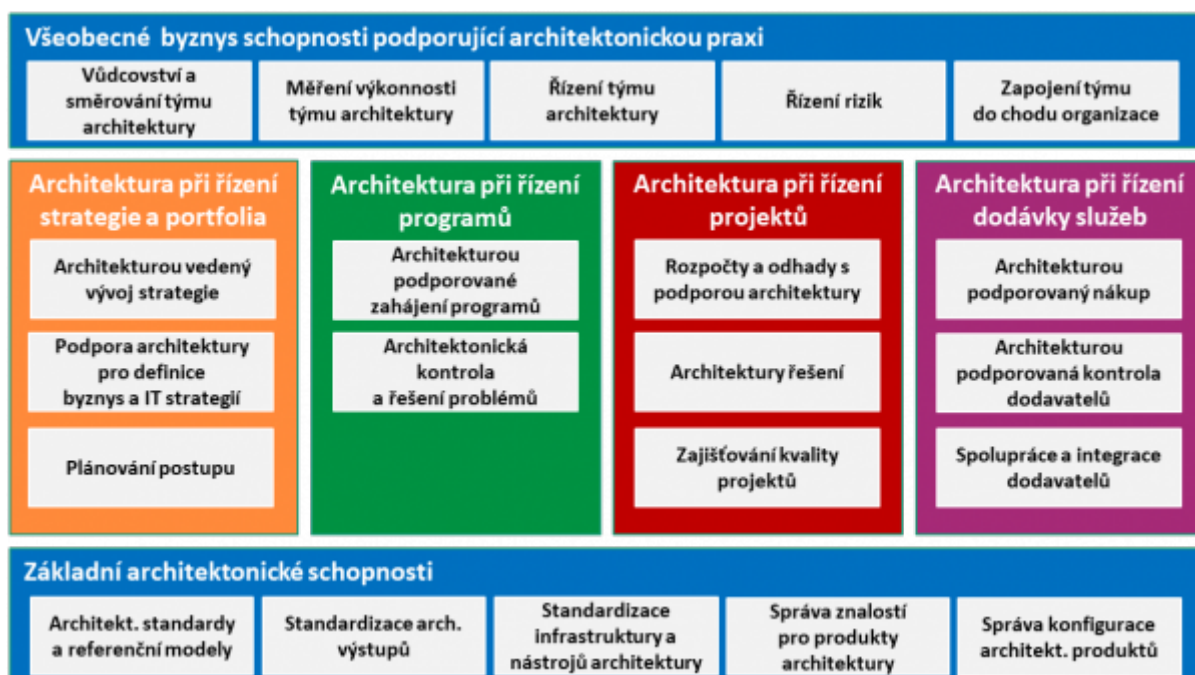 Všeobecné byznys schopnosti podporující architektonickou praxi
Vůdcovství a
směrování týmu
architektury
Měření výkonnosti
týmu architektury
Řízení týmu
architektury
Řízení rizik
Zapojení týmu
do chodu organizace
Architektura při řízení
strategie a portfolia
Architekturou vedený
vývoj strategie
Podpora architektury
pro definice
byznys a IT strategií
Plánování postupu
Architektura při řízení
programů
Architekturou
podporované
zahájení programů
Architektonická
kontrola
a řešení problémů
Architektura při řízení
projektů
Rozpočty a odhady s
podporou architektury
Architektury řešení
Zajišťování kvality
projektů
Architektura při řízení
dodávky služeb
Architekturou
podporovaný nákup
Architekturou
podporovaná kontrola
dodavatelů
Spolupráce a integrace
dodavatelů
Základní architektonické schopnosti
Architekt. standardy
a referenční modely
Standardizace arch.
výstupů
Standardizace
infrastruktury a
nástrojů architektury
Správa znalostí
pro produkty
architektury
Správa konfigurace
architekt. produktů